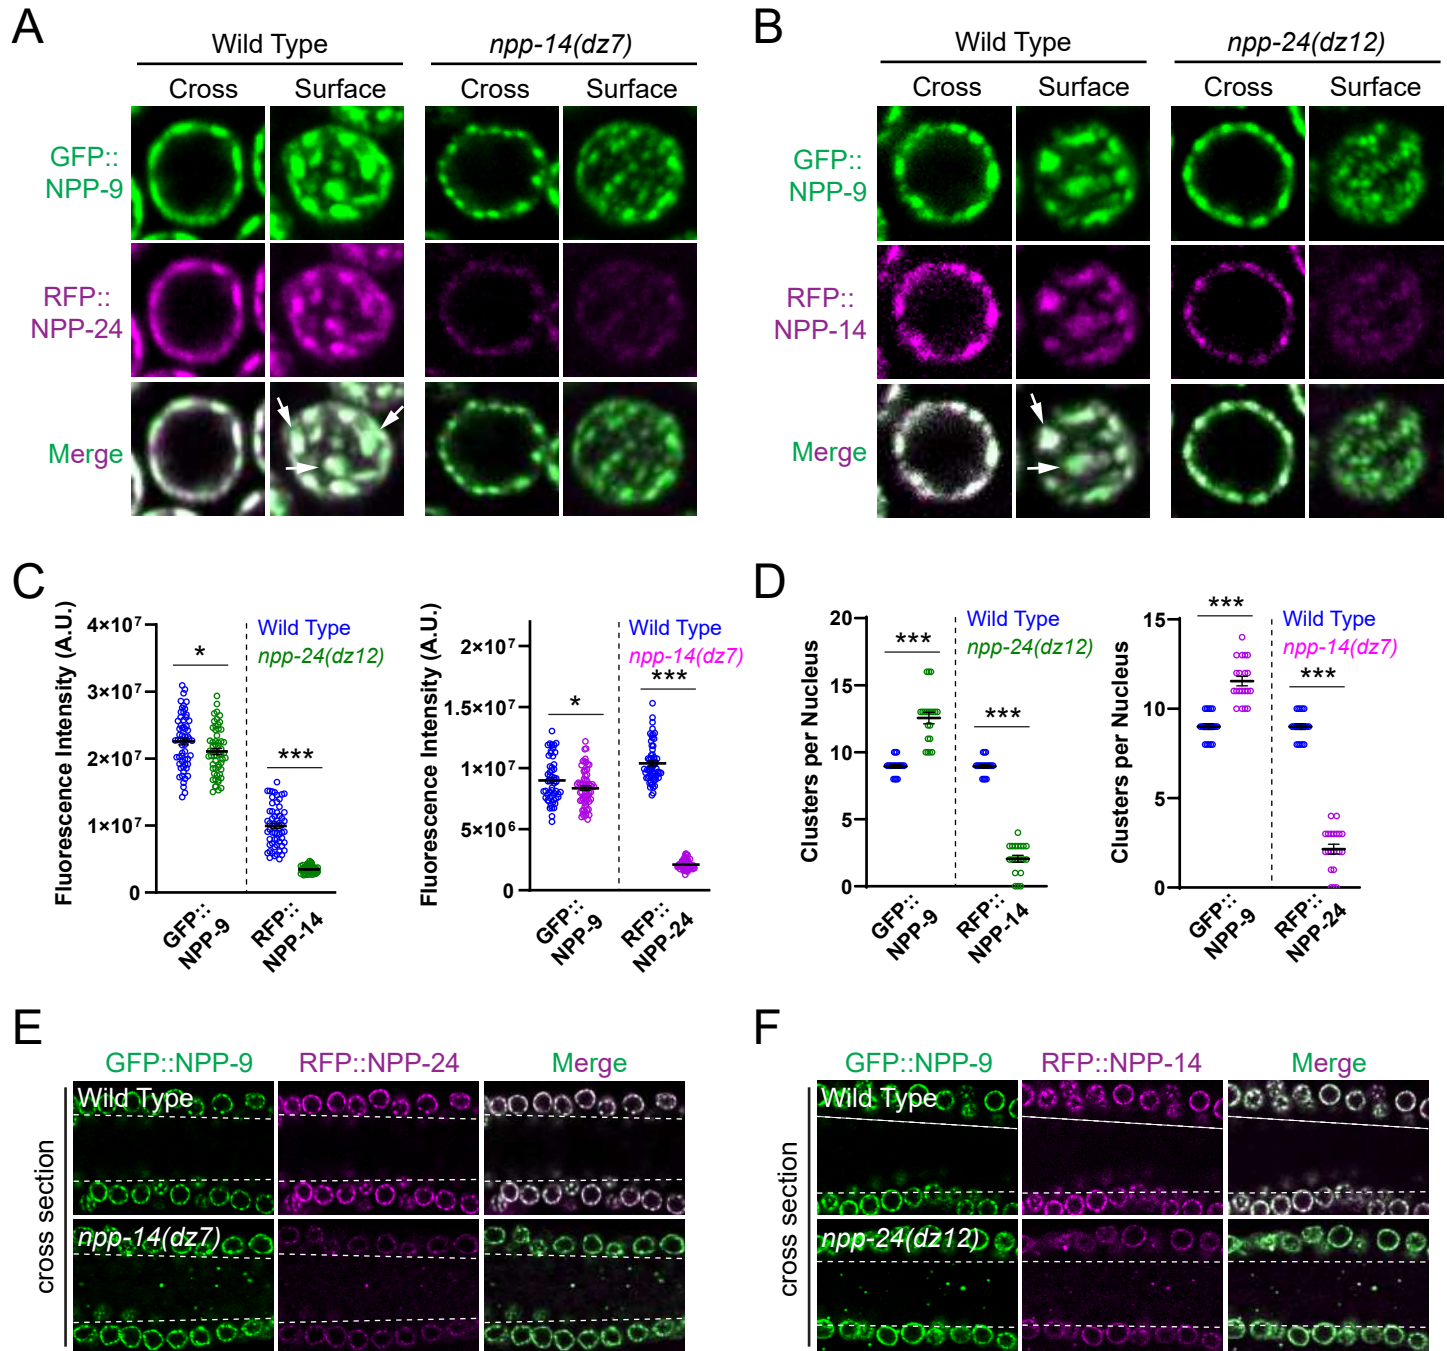 A
Wild Type
npp-14(dz7)
Cross
Surface
Cross
Surface
GFP::
NPP-9
RFP::
NPP-24
Merge
B
Wild Type
npp-24(dz12)
Cross
Surface
Cross
Surface
GFP::
NPP-9
RFP::
NPP-14
Merge
C
Fluorescence Intensity (A.U.)
4×10⁷
3×10⁷
2×10⁷
1×10⁷
0
Wild Type
npp-24(dz12)
*
***
GFP::
NPP-9
RFP::
NPP-14
Fluorescence Intensity (A.U.)
2×10⁷
1.5×10⁷
1×10⁷
5×10⁶
0
Wild Type
npp-14(dz7)
*
***
GFP::
NPP-9
RFP::
NPP-24
D
Clusters per Nucleus
20
15
10
5
0
Wild Type
npp-24(dz12)
***
***
GFP::
NPP-9
RFP::
NPP-14
Clusters per Nucleus
15
10
5
0
Wild Type
npp-14(dz7)
***
***
GFP::
NPP-9
RFP::
NPP-24
E
GFP::NPP-9
RFP::NPP-24
Merge
cross section
Wild Type
npp-14(dz7)
F
GFP::NPP-9
RFP::NPP-14
Merge
cross section
Wild Type
npp-24(dz12)